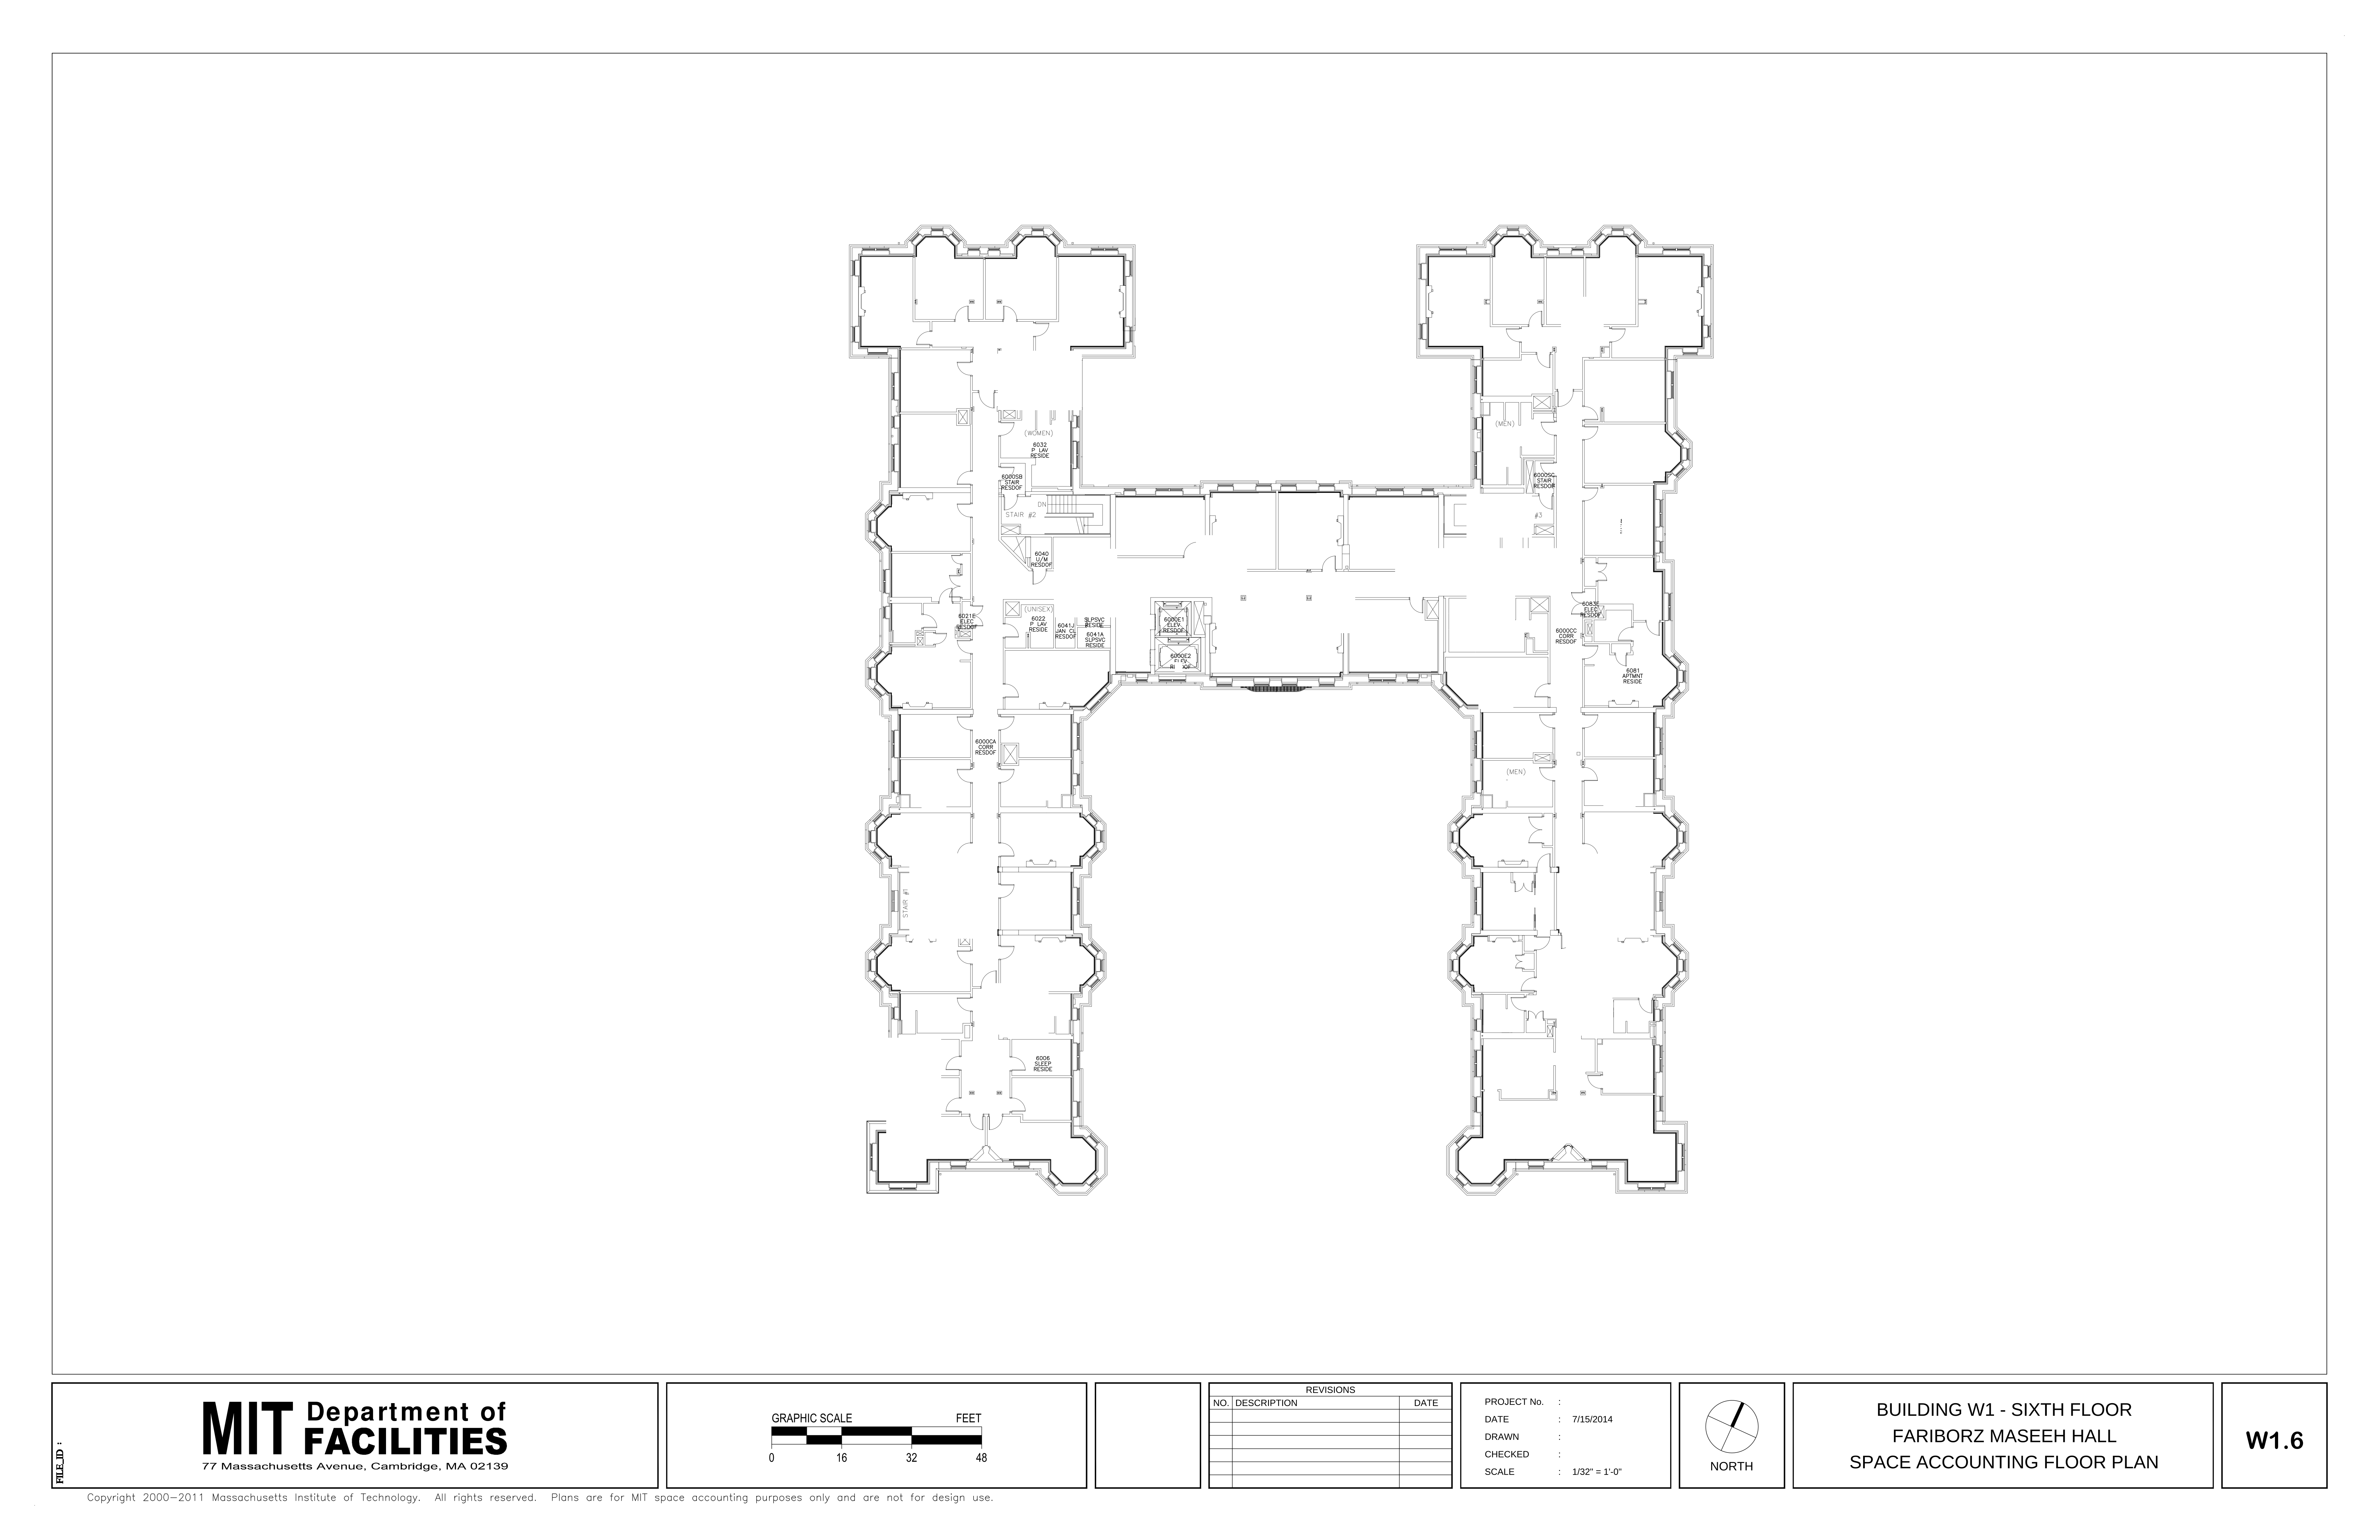 (WOMEN)
6032
P LAV
RESIDE
(MEN)
6000SB
STAIR
RESDOF
6000SC
STAIR
RESDOF
DN
STAIR #2
#3
6040
U/M
RESDOF
(UNISEX)
6022
P LAV
RESIDE
6041J
JAN CL
RESDOF
SLPSVC
RESIDE
6041A
SLPSVC
RESIDE
6000E1
ELEV
RESDOF
6000E2
ELEV
6021E
ELEC
RESDOF
6083E
ELEC
RESDOF
6000CC
CORR
RESDOF
6081
APTMNT
RESIDE
6000CA
CORR
RESDOF
(MEN)
STAIR #1
6006
SLEEP
RESIDE
FILE_ID :
MIT Department of
FACILITIES
77 Massachusetts Avenue, Cambridge, MA 02139
GRAPHIC SCALE FEET
0 16 32 48
REVISIONS
NO. DESCRIPTION DATE
PROJECT No. :
DATE : 7/15/2014
DRAWN :
CHECKED :
SCALE : 1/32" = 1'-0"
NORTH
BUILDING W1 - SIXTH FLOOR
FARIBORZ MASEEH HALL
SPACE ACCOUNTING FLOOR PLAN
W1.6
Copyright 2000-2011 Massachusetts Institute of Technology. All rights reserved. Plans are for MIT space accounting purposes only and are not for design use.